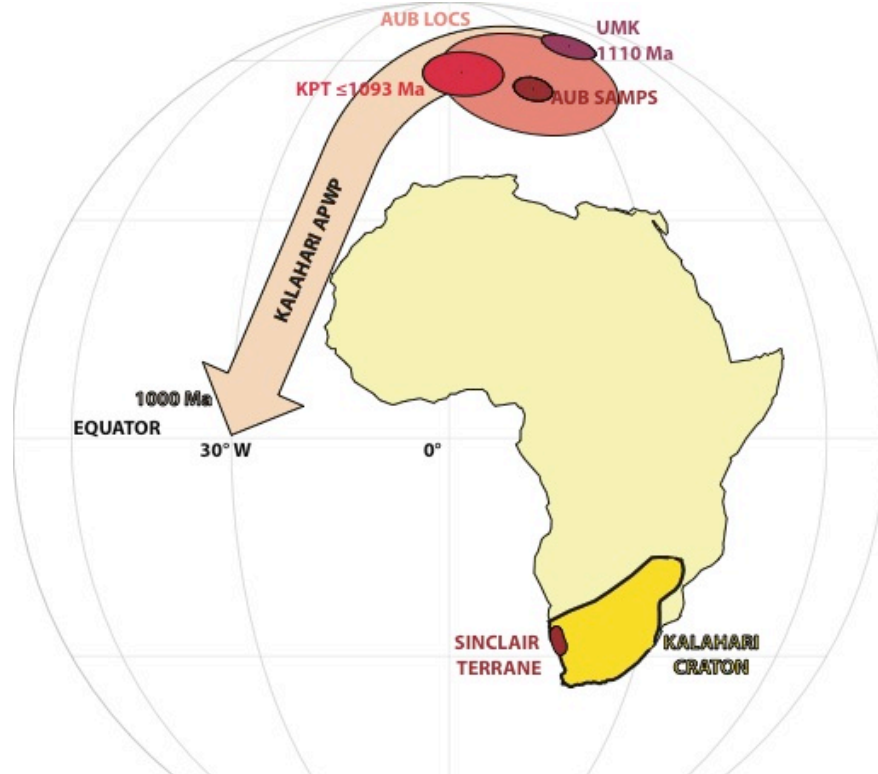 AUB LOCS
UMK
1110 Ma
KPT ≤1093 Ma
AUB SAMPS
KALAHARI APWP
1000 Ma
EQUATOR
30° W
0°
SINCLAIR
TERRANE
KALAHARI
CRATON